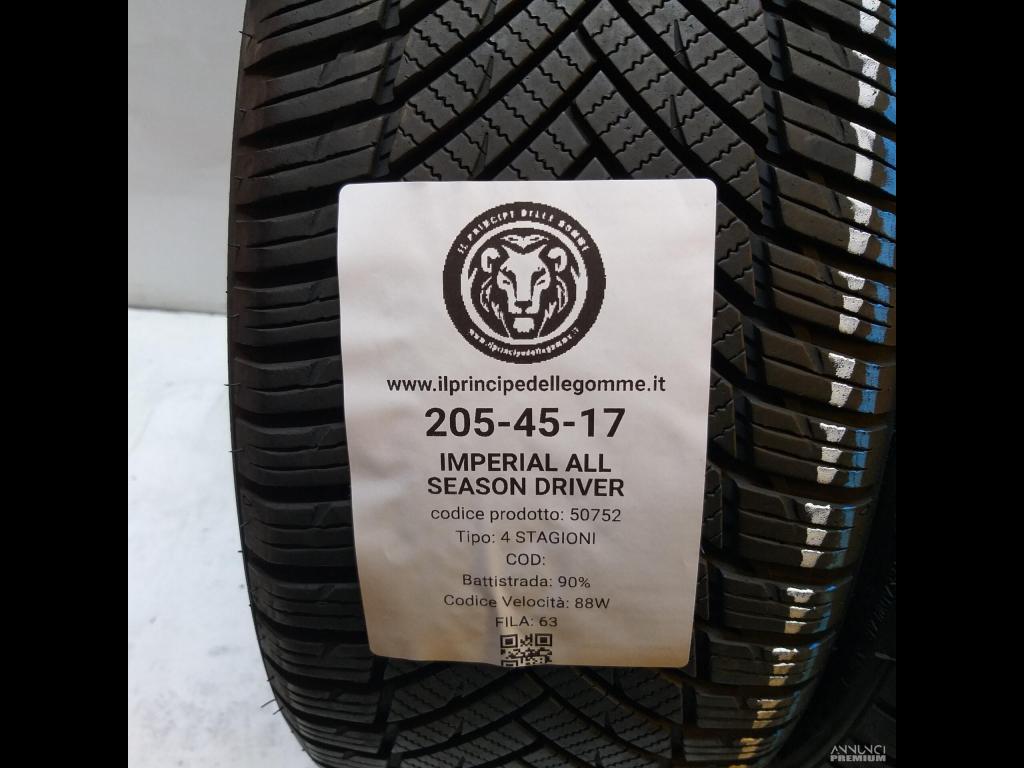 IL PRINCIPE DELLE GOMME
www.ilprincipedellegomme.it
www.ilprincipedellegomme.it
205-45-17
IMPERIAL ALL
SEASON DRIVER
codice prodotto: 50752
Tipo: 4 STAGIONI
COD:
Battistrada: 90%
Codice Velocità: 88W
FILA: 63
ANNUNCI
PREMIUM